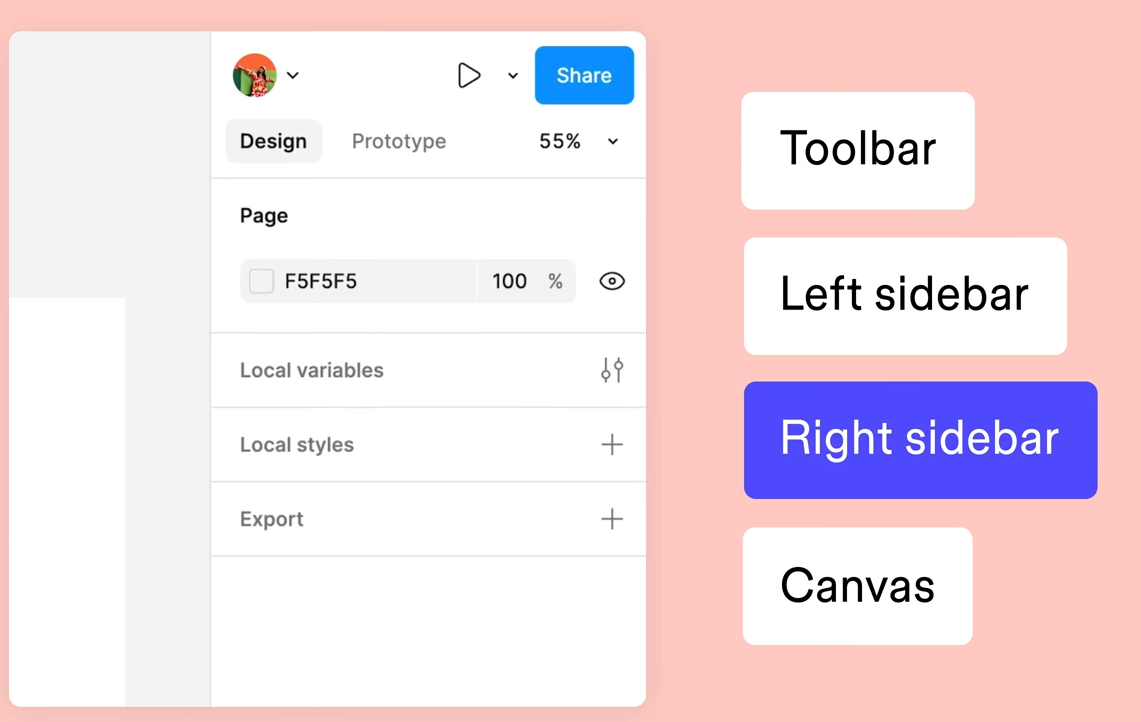 Share
Design Prototype 55%
Page
F5F5F5 100 %
Local variables
Local styles
Export
Toolbar
Left sidebar
Right sidebar
Canvas